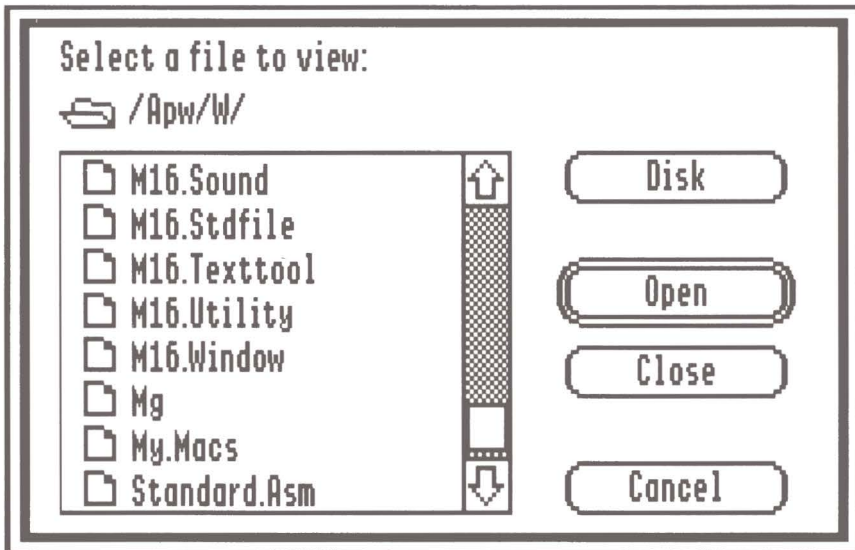 Select a file to view:
/Apw/W/
M16.Sound
M16.Stdfile
M16.Texttool
M16.Utility
M16.Window
Mg
My.Macs
Standard.Asm
Disk
Open
Close
Cancel